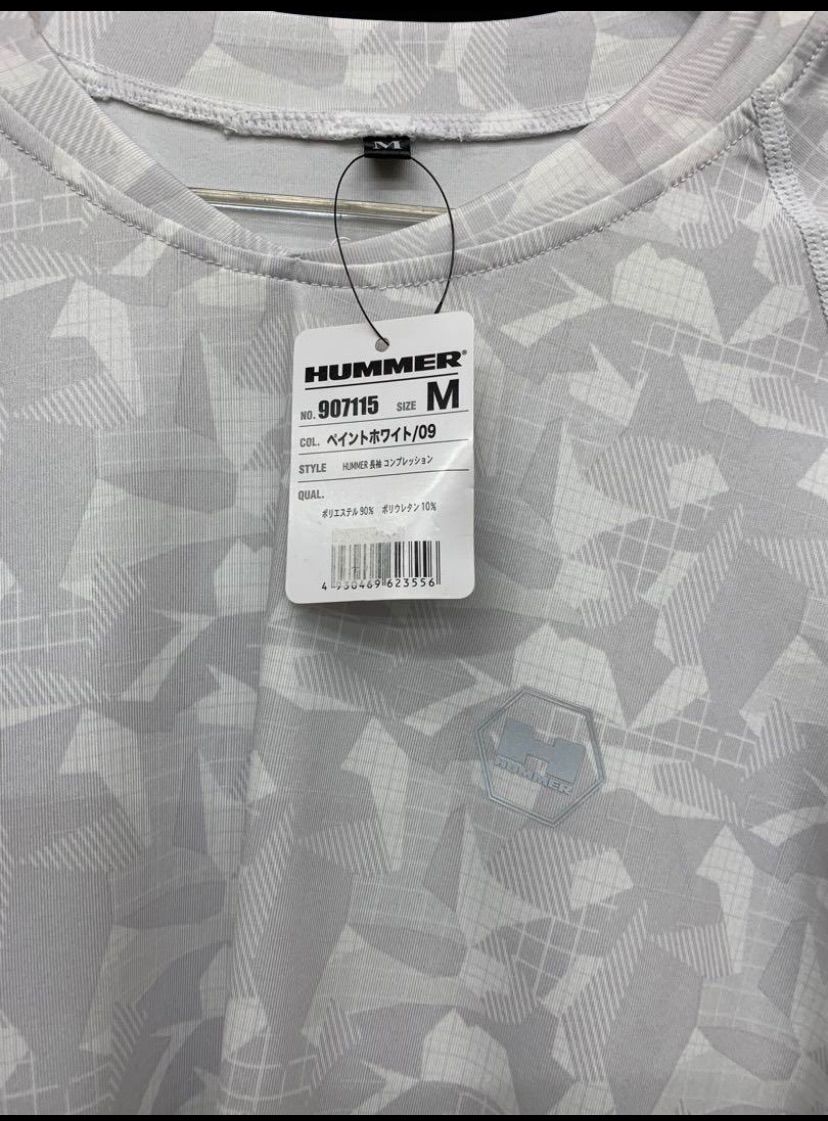 M
HUMMER®
NO. 907115 SIZE M
COL. ペイントホワイト/09
STYLE HUMMER 長袖 コンプレッション
QUAL.
ポリエステル 90% ポリウレタン 10%
4 930469 623556
H
HUMMER